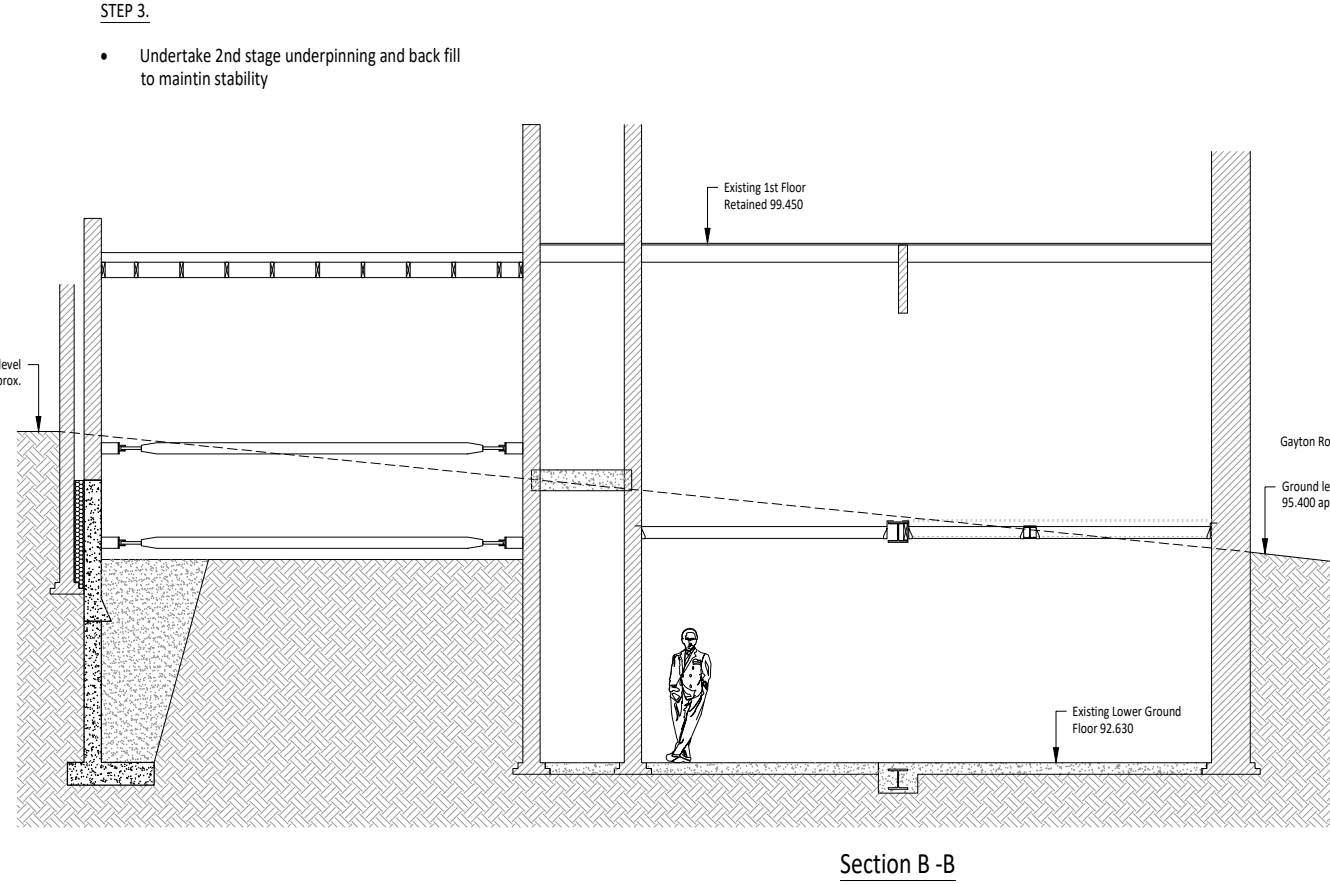 STEP 3.
• Undertake 2nd stage underpinning and back fill
to maintin stability
Existing 1st Floor
Retained 99.450
level
prox.
Gayton Ro
Ground le
95.400 ap
Existing Lower Ground
Floor 92.630
Section B -B